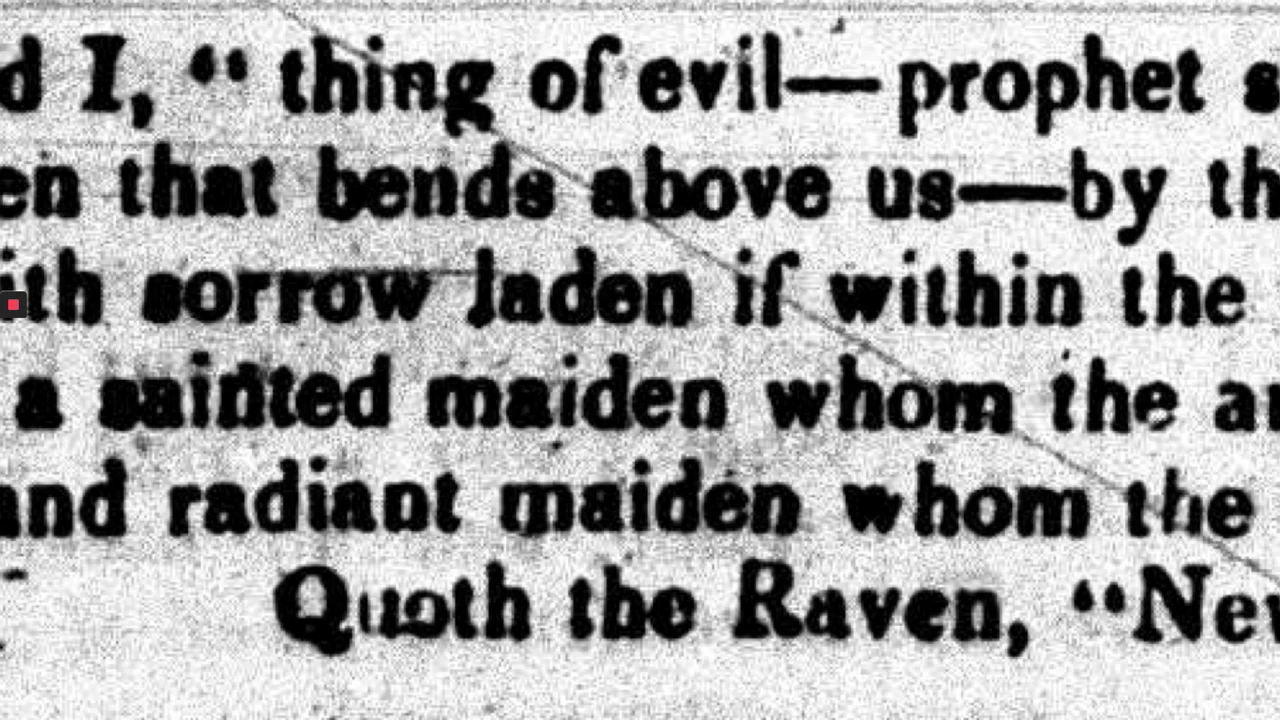 d I, “ thing of evil—prophet s
en that bends above us—by th
ith sorrow laden if within the
a sainted maiden whom the a
and radiant maiden whom the
Quoth the Raven, “Nev